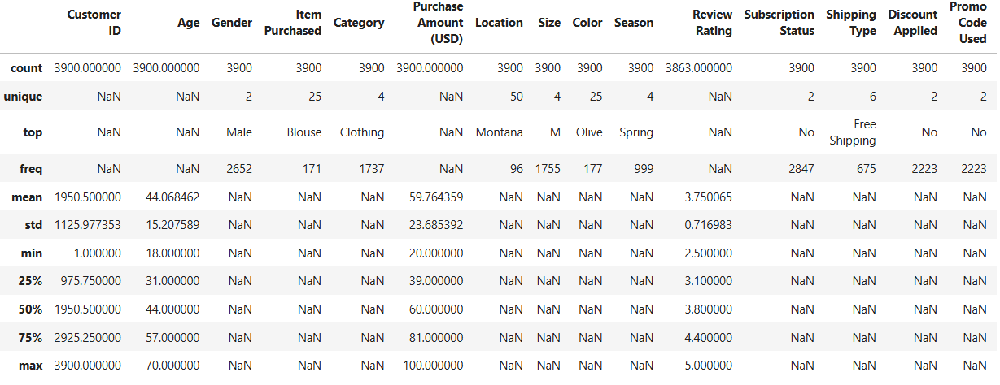 Customer ID Age Gender Item Purchased Category Purchase Amount (USD) Location Size Color Season Review Rating Subscription Status Shipping Type Discount Applied Promo Code Used
count 3900.000000 3900.000000 3900 3900 3900 3900.000000 3900 3900 3900 3900 3863.000000 3900 3900 3900 3900
unique NaN NaN 2 25 4 NaN 50 4 25 4 NaN 2 6 2 2
top NaN NaN Male Blouse Clothing NaN Montana M Olive Spring NaN No Free Shipping No No
freq NaN NaN 2652 171 1737 NaN 96 1755 177 999 NaN 2847 675 2223 2223
mean 1950.500000 44.068462 NaN NaN NaN 59.764359 NaN NaN NaN NaN 3.750065 NaN NaN NaN NaN
std 1125.977353 15.207589 NaN NaN NaN 23.685392 NaN NaN NaN NaN 0.716983 NaN NaN NaN NaN
min 1.000000 18.000000 NaN NaN NaN 20.000000 NaN NaN NaN NaN 2.500000 NaN NaN NaN NaN
25% 975.750000 31.000000 NaN NaN NaN 39.000000 NaN NaN NaN NaN 3.100000 NaN NaN NaN NaN
50% 1950.500000 44.000000 NaN NaN NaN 60.000000 NaN NaN NaN NaN 3.800000 NaN NaN NaN NaN
75% 2925.250000 57.000000 NaN NaN NaN 81.000000 NaN NaN NaN NaN 4.400000 NaN NaN NaN NaN
max 3900.000000 70.000000 NaN NaN NaN 100.000000 NaN NaN NaN NaN 5.000000 NaN NaN NaN NaN